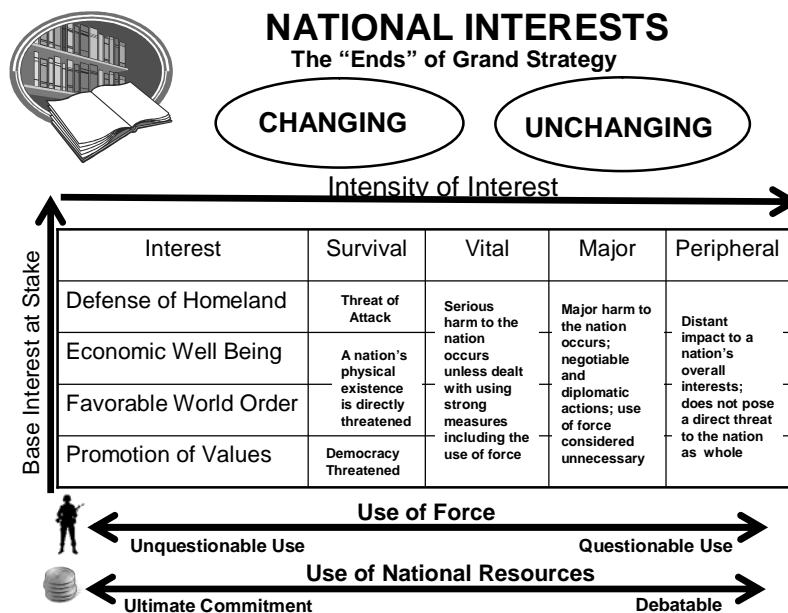 NATIONAL INTERESTS
The “Ends” of Grand Strategy
CHANGING
UNCHANGING
Intensity of Interest
Base Interest at Stake
Interest
Survival
Vital
Major
Peripheral
Defense of Homeland
Economic Well Being
Favorable World Order
Promotion of Values
Threat of
Attack
A nation’s
physical
existence
is directly
threatened
Democracy
Threatened
Serious
harm to the
nation
occurs
unless dealt
with using
strong
measures
including the
use of force
Major harm to
the nation
occurs;
negotiable
and
diplomatic
actions; use
of force
considered
unnecessary
Distant
impact to a
nation’s
overall
interests;
does not pose
a direct threat
to the nation
as whole
Use of Force
Unquestionable Use
Questionable Use
Use of National Resources
Ultimate Commitment
Debatable